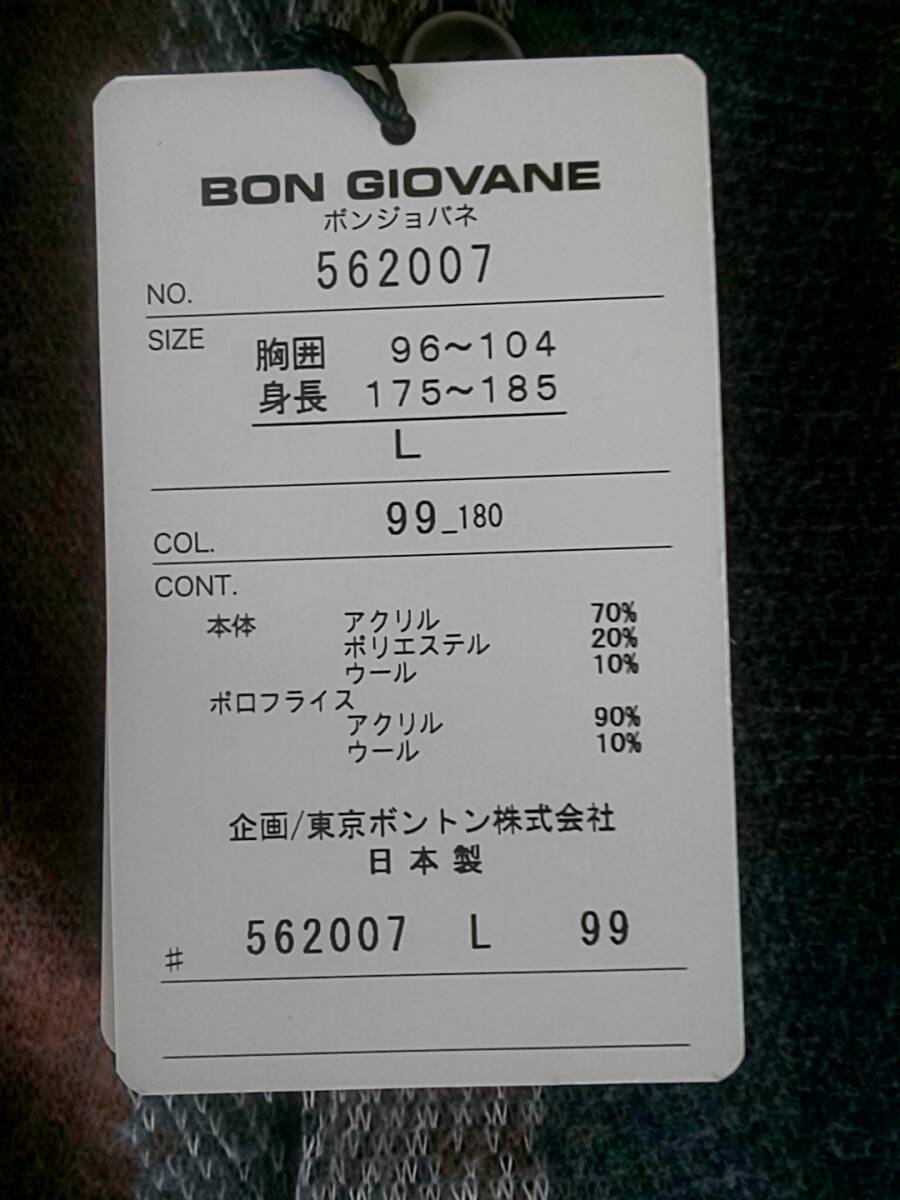 BON GIOVANE
ボンジョバネ
NO. 562007
SIZE 胸囲 96〜104
身長 175〜185
L
COL. 99_180
CONT.
本体 アクリル 70%
ポリエステル 20%
ウール 10%
ポロフライス
アクリル 90%
ウール 10%
企画/東京ボントン株式会社
日本製
# 562007 L 99